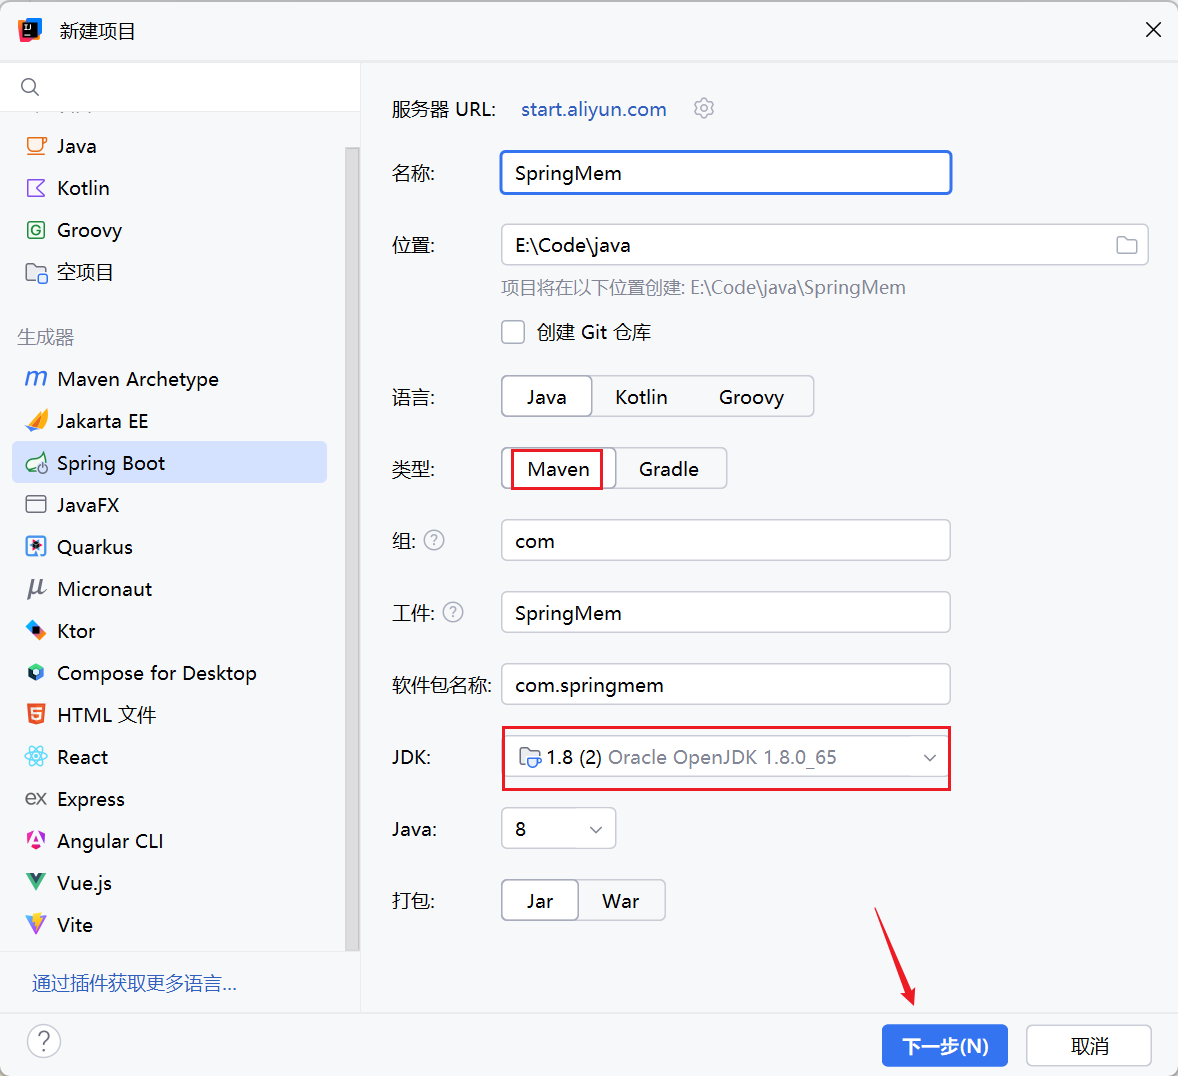 新建项目
Java
Kotlin
Groovy
空项目
生成器
Maven Archetype
Jakarta EE
Spring Boot
JavaFX
Quarkus
Micronaut
Ktor
Compose for Desktop
HTML 文件
React
ex Express
Angular CLI
Vue.js
Vite
通过插件获取更多语言...
服务器 URL: start.aliyun.com
名称: SpringMem
位置: E:\Code\java
项目将在以下位置创建: E:\Code\java\SpringMem
创建 Git 仓库
语言: Java Kotlin Groovy
类型: Maven Gradle
组: ? com
工件: ? SpringMem
软件包名称: com.springmem
JDK: 1.8 (2) Oracle OpenJDK 1.8.0_65
Java: 8
打包: Jar War
? 下一步(N) 取消